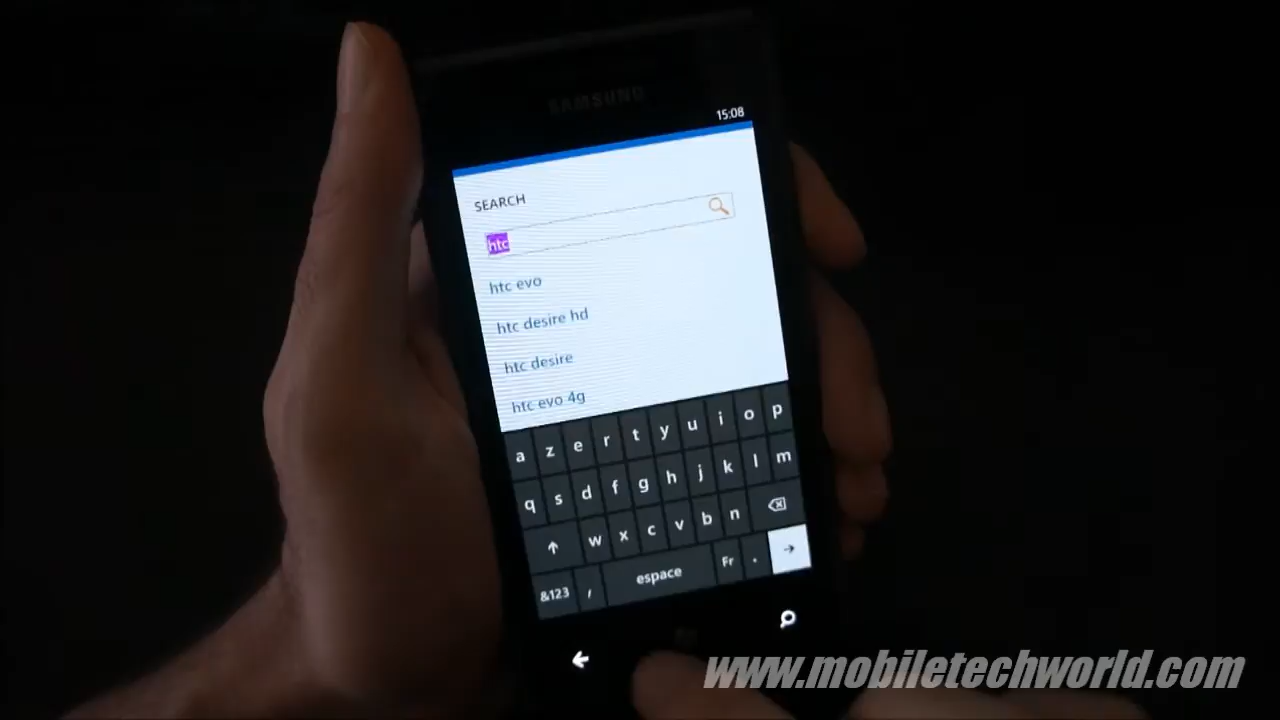 SAMSUNG
15:08
SEARCH
htc
htc evo
htc desire hd
htc desire
htc evo 4g
a z e r t y u i o p
q s d f g h j k l m
w x c v b n
&123 , espace Fr .
www.mobiletechworld.com